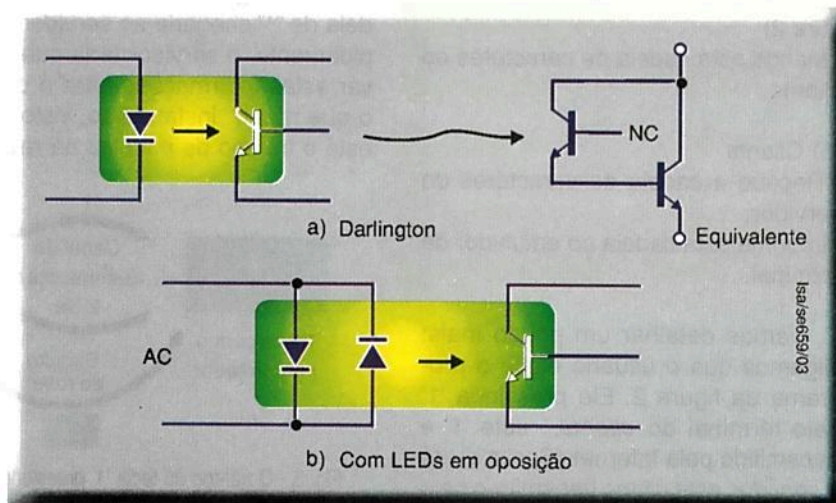 NC
a) Darlington
Equivalente
AC
b) Com LEDs em oposição
lsa/se659/03